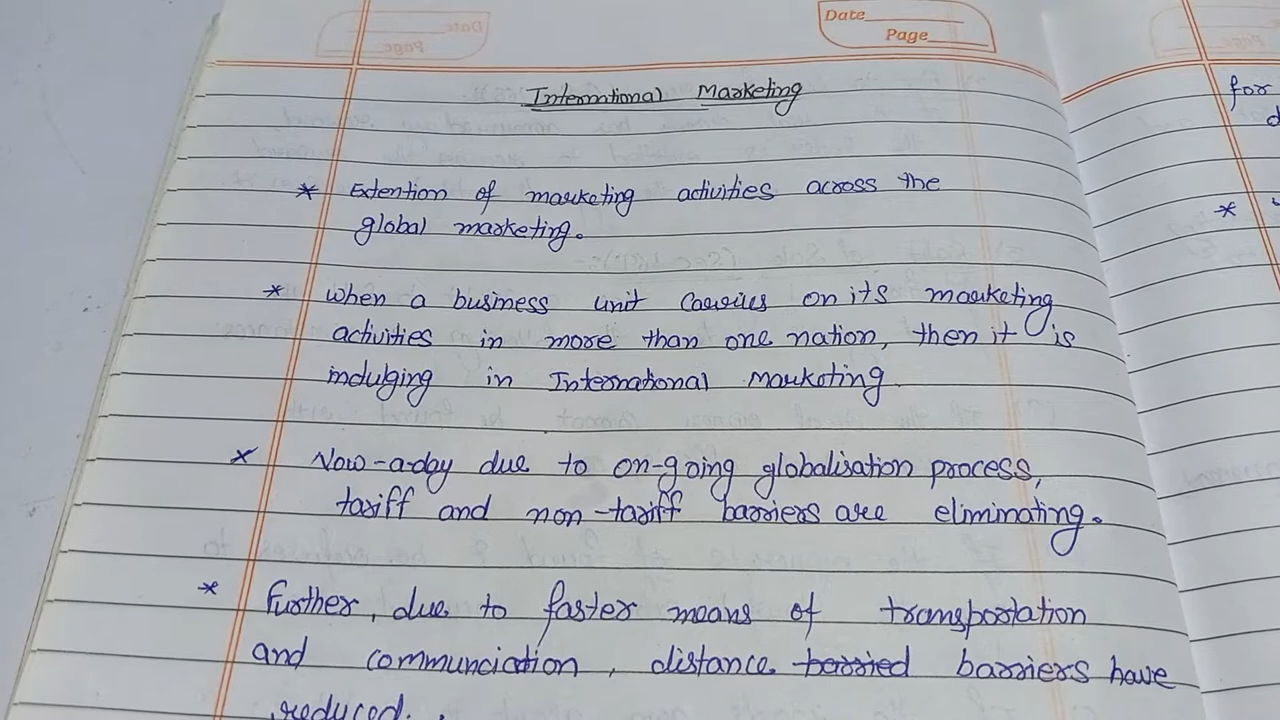 Date
Page
International Marketing
* Extention of marketing activities across the
global marketing.
* When a business unit carries on its marketing
activities in more than one nation, then it is
indulging in International Marketing
* Now-a-day due to on-going globalisation process,
tariff and non-tariff barriers are eliminating.
* Further, due to faster means of transportation
and communciation, distance barried barriers have
reduced.
for
*